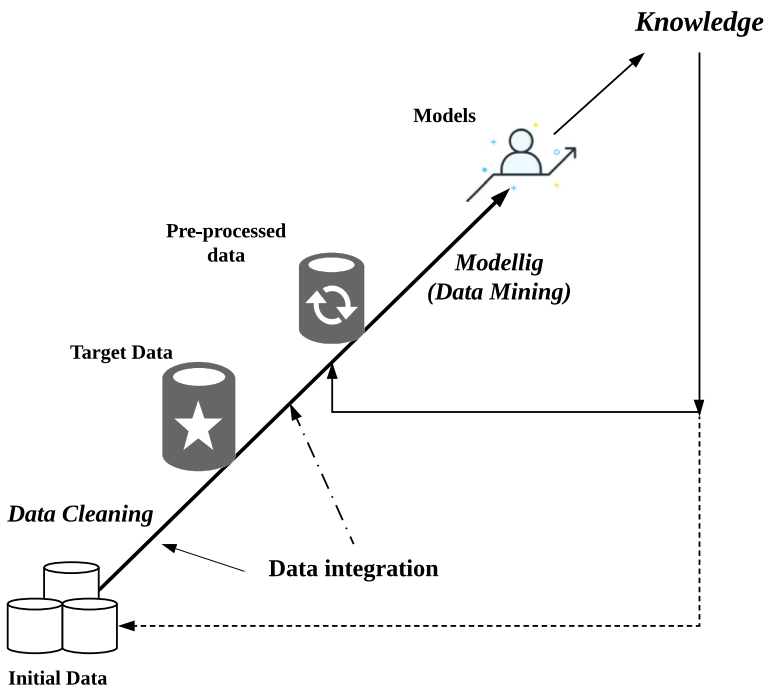 Knowledge
Models
Pre-processed
data
Modellig
(Data Mining)
Target Data
Data Cleaning
Data integration
Initial Data